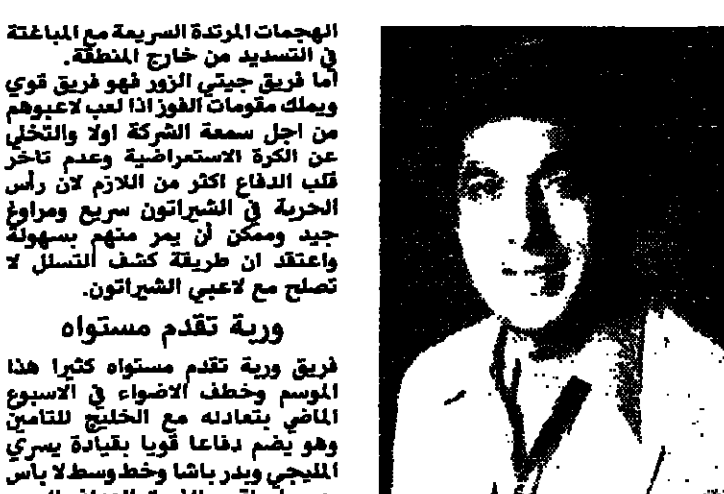 الهجمات المرتدة السريعة مع المباغتة
في التسديد من خارج المنطقة.
أما فريق جيتي الزور فهو فريق قوي
ويملك مقومات الفوز اذا لعب لاعبوهم
من اجل سمعة الشركة اولا والتخلي
عن الكرة الاستعراضية وعدم تاخر
قلب الدفاع اكثر من اللازم لان رأس
الحربة في الشيراتون سريع ومراوغ
جيد وممكن أن يمر منهم بسهولة
واعتقد ان طريقة كشف التسلل لا
تصلح مع لاعبي الشيراتون.
وربة تقدم مستواه
فريق وربة تقدم مستواه كثيرا هذا
الموسم وخطف الاضواء في الاسبوع
الماضي بتعادله مع الخليج للتامين
وهو يضم دفاعا قويا بقيادة يسري
المليجي وبدر باشا وخط وسط لا باس